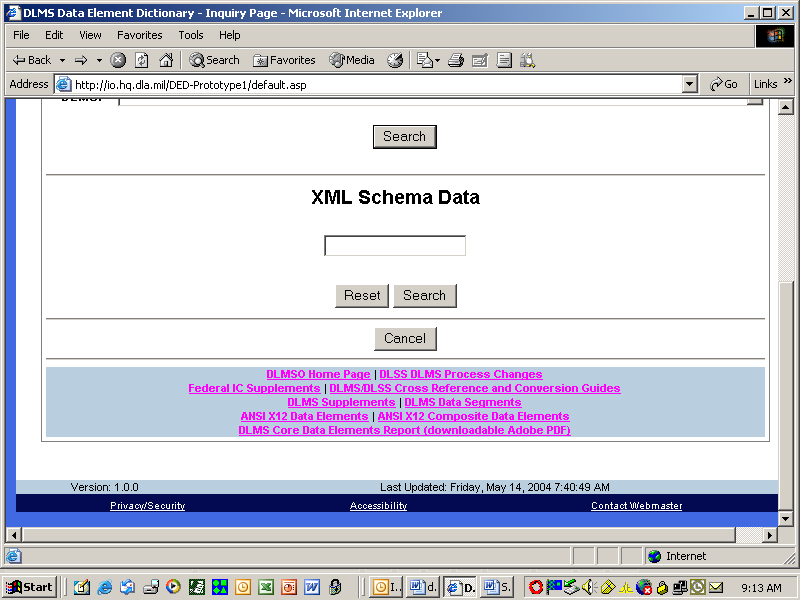 DLMS Data Element Dictionary - Inquiry Page - Microsoft Internet Explorer
File Edit View Favorites Tools Help
Back Search Favorites Media
Address http://io.hq.dla.mil/DED-Prototype1/default.asp Go Links »
DLMS:
Search
XML Schema Data
Reset Search
Cancel
DLMSO Home Page | DLSS DLMS Process Changes
Federal IC Supplements | DLMS/DLSS Cross Reference and Conversion Guides
DLMS Supplements | DLMS Data Segments
ANSI X12 Data Elements | ANSI X12 Composite Data Elements
DLMS Core Data Elements Report (downloadable Adobe PDF)
Version: 1.0.0 Last Updated: Friday, May 14, 2004 7:40:49 AM
Privacy/Security Accessibility Contact Webmaster
Internet
Start I.. d. D. S. 9:13 AM